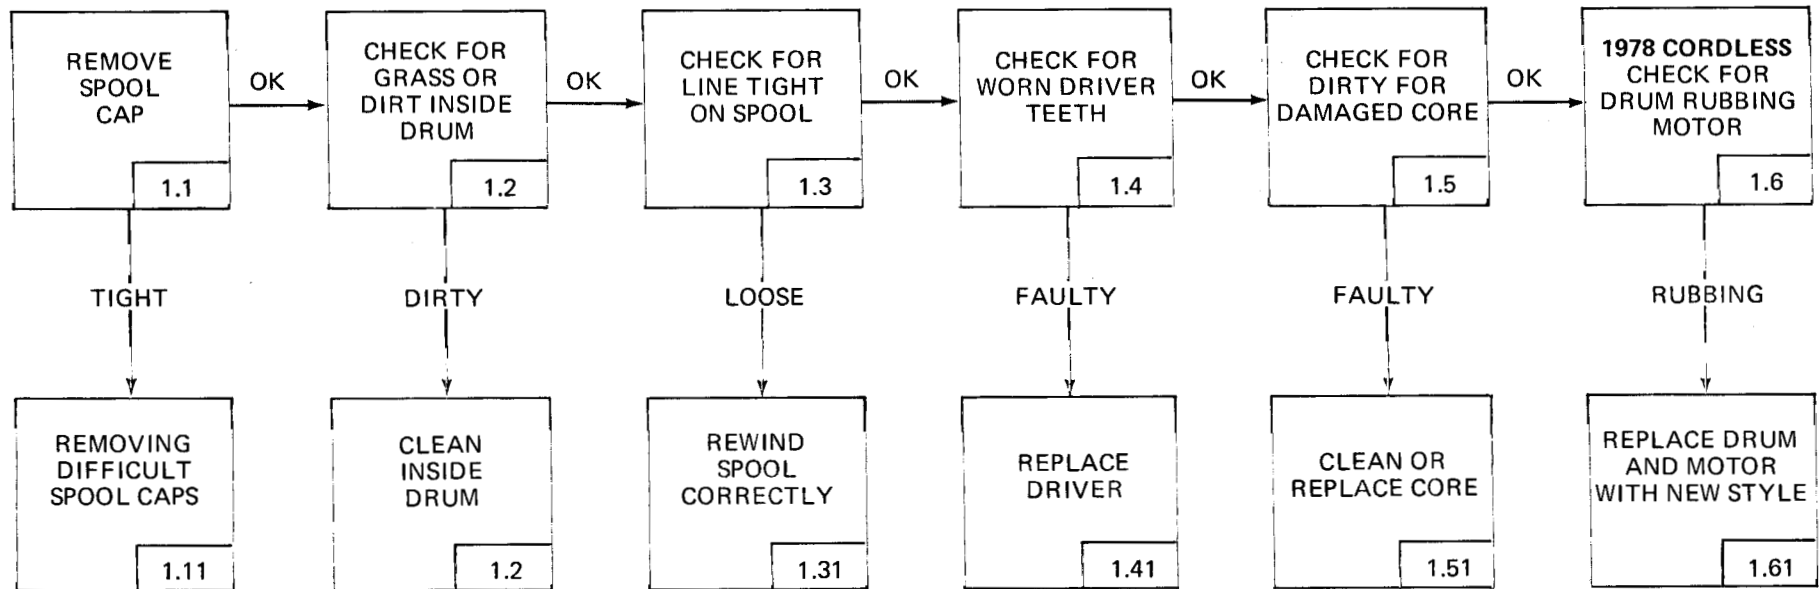 REMOVE
SPOOL
CAP
1.1
OK
CHECK FOR
GRASS OR
DIRT INSIDE
DRUM
1.2
OK
CHECK FOR
LINE TIGHT
ON SPOOL
1.3
OK
CHECK FOR
WORN DRIVER
TEETH
1.4
OK
CHECK FOR
DIRTY FOR
DAMAGED CORE
1.5
OK
1978 CORDLESS
CHECK FOR
DRUM RUBBING
MOTOR
1.6
TIGHT
DIRTY
LOOSE
FAULTY
FAULTY
RUBBING
REMOVING
DIFFICULT
SPOOL CAPS
1.11
CLEAN
INSIDE
DRUM
1.2
REWIND
SPOOL
CORRECTLY
1.31
REPLACE
DRIVER
1.41
CLEAN OR
REPLACE CORE
1.51
REPLACE DRUM
AND MOTOR
WITH NEW STYLE
1.61